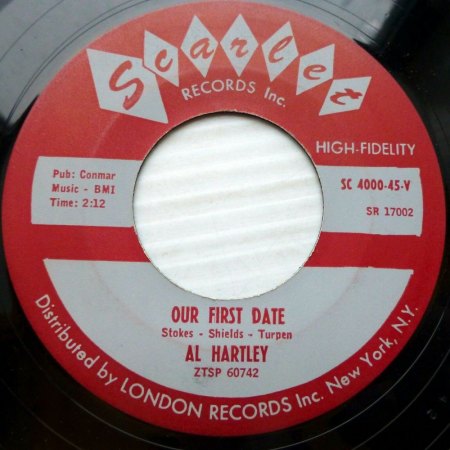 Scarlet
RECORDS Inc.
HIGH-FIDELITY
Pub: Conmar
Music - BMI
Time: 2:12
SC 4000-45-V
SR 17002
OUR FIRST DATE
Stokes - Shields - Turpen
AL HARTLEY
ZTSP 60742
Distributed by LONDON RECORDS Inc. New York, N.Y.